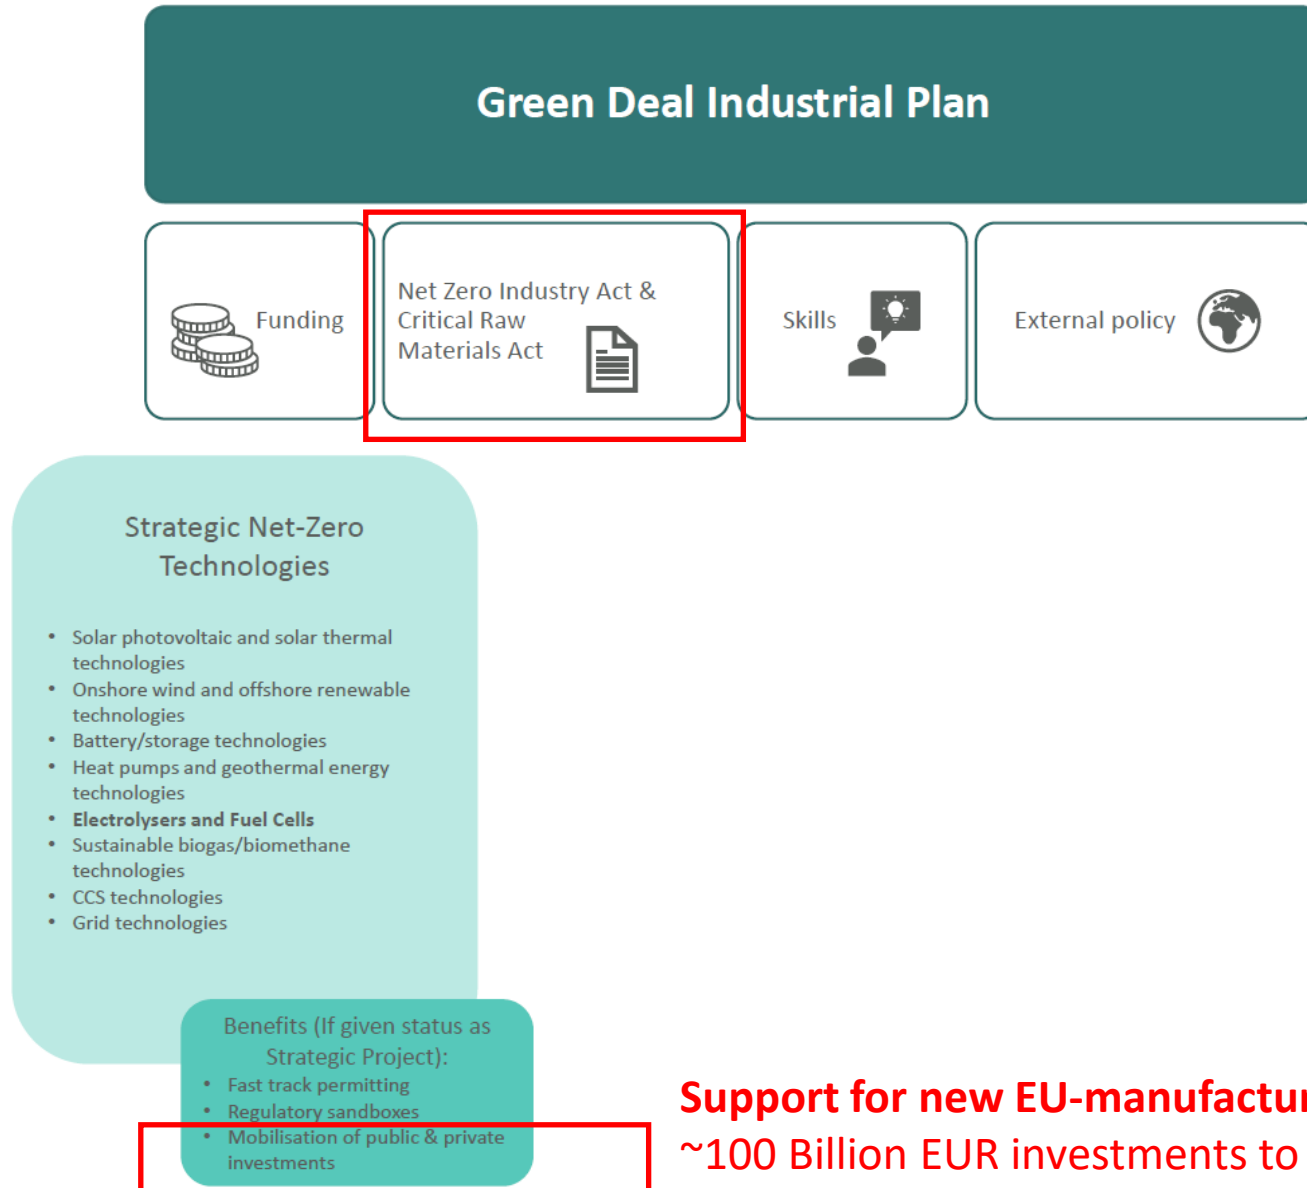 Green Deal Industrial Plan
Funding
Net Zero Industry Act &
Critical Raw
Materials Act
Skills
External policy
Strategic Net-Zero
Technologies
• Solar photovoltaic and solar thermal
technologies
• Onshore wind and offshore renewable
technologies
• Battery/storage technologies
• Heat pumps and geothermal energy
technologies
• Electrolysers and Fuel Cells
• Sustainable biogas/biomethane
technologies
• CCS technologies
• Grid technologies
Benefits (If given status as
Strategic Project):
• Fast track permitting
• Regulatory sandboxes
• Mobilisation of public & private
investments
Support for new EU-manufactur
~100 Billion EUR investments to